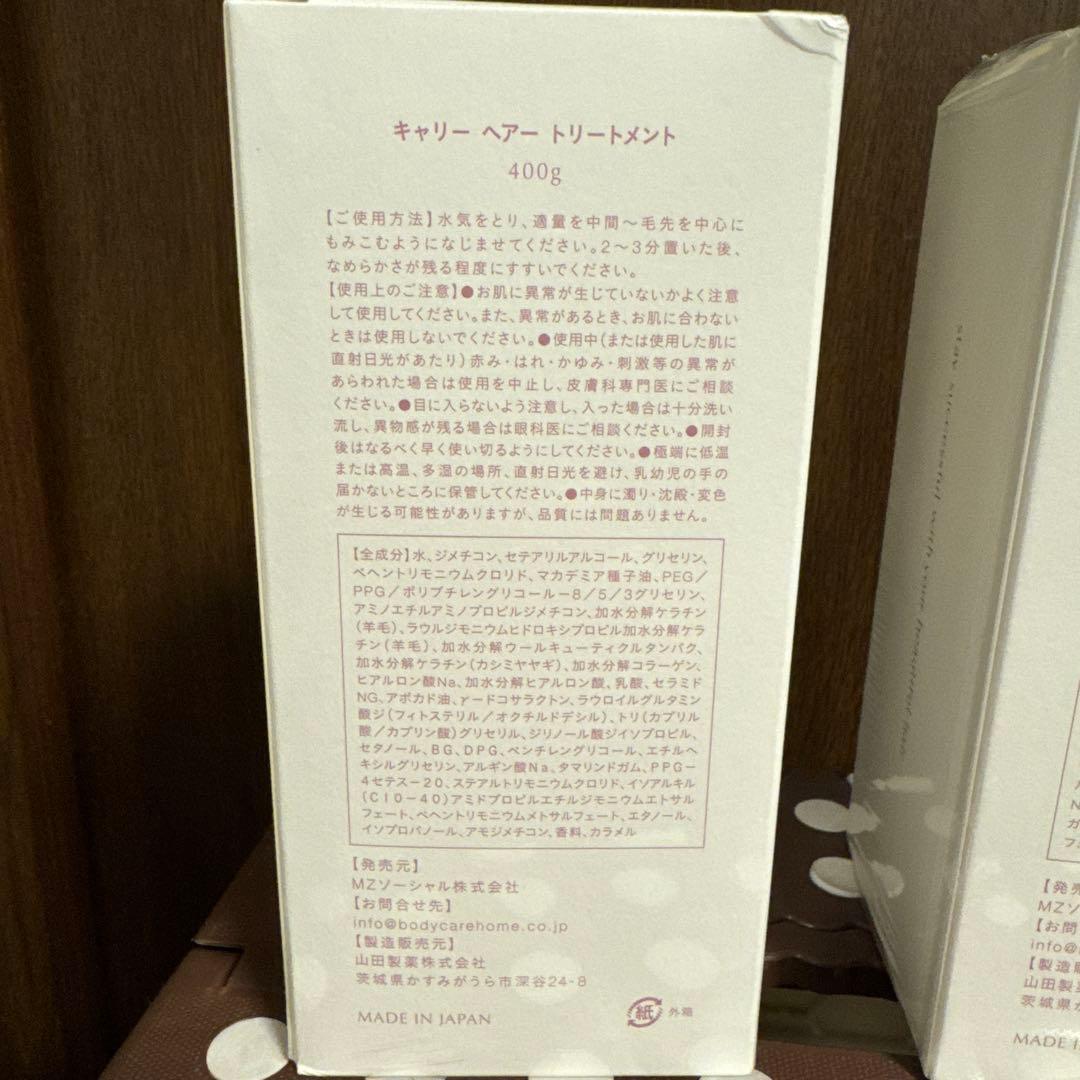 キャリー ヘアー トリートメント
400g
【ご使用方法】水気をとり、適量を中間～毛先を中心に
もみこむようになじませてください。2～3分置いた後、
なめらかさが残る程度にすすいでください。
【使用上のご注意】●お肌に異常が生じていないかよく注意
して使用してください。また、異常があるとき、お肌に合わない
ときは使用しないでください。●使用中(または使用した肌に
直射日光があたり)赤み・はれ・かゆみ・刺激等の異常が
あらわれた場合は使用を中止し、皮膚科専門医にご相談
ください。●目に入らないよう注意し、入った場合は十分洗い
流し、異物感が残る場合は眼科医にご相談ください。●開封
後はなるべく早く使い切るようにしてください。●極端に低温
または高温、多湿の場所、直射日光を避け、乳幼児の手の
届かないところに保管してください。●中身に濁り・沈殿・変色
が生じる可能性がありますが、品質には問題ありません。
【全成分】水、ジメチコン、セテアリルアルコール、グリセリン、
ベヘントリモニウムクロリド、マカデミア種子油、PEG/
PPG/ポリブチレングリコールー8/5/3グリセリン、
アミノエチルアミノプロピルジメチコン、加水分解ケラチン
(羊毛)、ラウルジモニウムヒドロキシプロピル加水分解ケラ
チン(羊毛)、加水分解ウールキューティクルタンパク、
加水分解ケラチン(カシミヤヤギ)、加水分解コラーゲン、
ヒアルロン酸Na、加水分解ヒアルロン酸、乳酸、セラミド
NG、アボカド油、γードコサラクトン、ラウロイルグルタミン
酸ジ(フィトステリル/オクチルドデシル)、トリ(カプリル
酸/カプリン酸)グリセリル、ジリノール酸ジイソプロピル、
セタノール、BG、DPG、ペンチレングリコール、エチルヘ
キシルグリセリン、アルギン酸Na、タマリンドガム、PPG－
4セテス－20、ステアルトリモニウムクロリド、イソアルキル
(C10-40)アミドプロピルエチルジモニウムエトサル
フェート、ベヘントリモニウムメトサルフェート、エタノール、
イソプロパノール、アモジメチコン、香料、カラメル
【発売元】
MZソーシャル株式会社
【お問合せ先】
info@bodycarehome.co.jp
【製造販売元】
山田製薬株式会社
茨城県かすみがうら市深谷24-8
MADE IN JAPAN
紙 外箱
stay successful with your
【発売
MZソ
【お問
info@
【製造販
山田製
茨城県か
MADE I